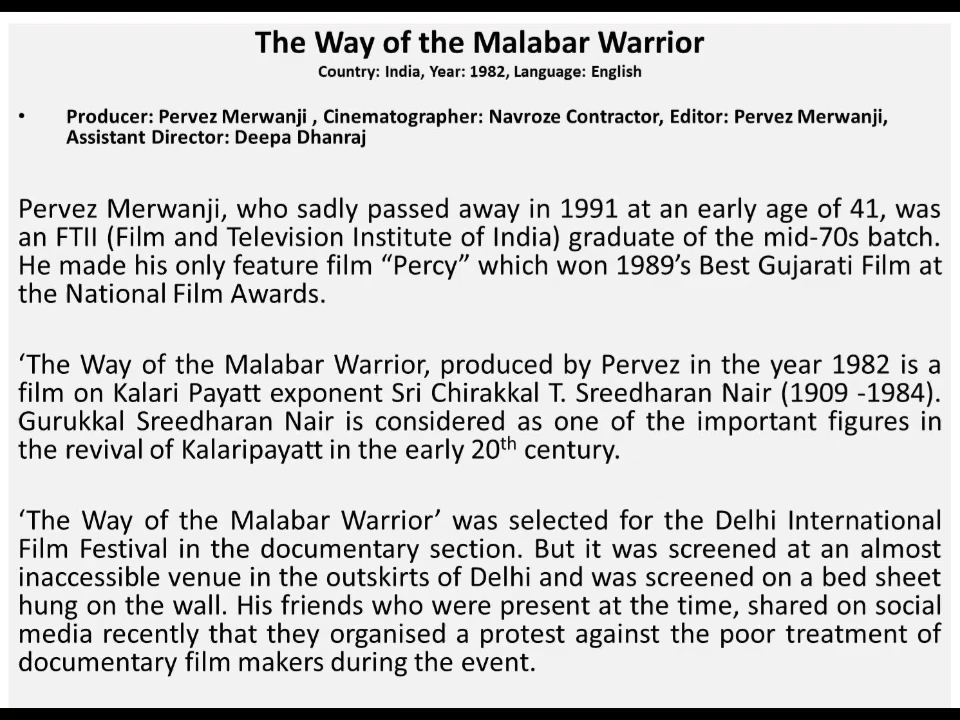 The Way of the Malabar Warrior
Country: India, Year: 1982, Language: English
• Producer: Pervez Merwanji , Cinematographer: Navroze Contractor, Editor: Pervez Merwanji,
Assistant Director: Deepa Dhanraj
Pervez Merwanji, who sadly passed away in 1991 at an early age of 41, was
an FTII (Film and Television Institute of India) graduate of the mid-70s batch.
He made his only feature film “Percy” which won 1989’s Best Gujarati Film at
the National Film Awards.
‘The Way of the Malabar Warrior, produced by Pervez in the year 1982 is a
film on Kalari Payatt exponent Sri Chirakkal T. Sreedharan Nair (1909 -1984).
Gurukkal Sreedharan Nair is considered as one of the important figures in
the revival of Kalaripayatt in the early 20th century.
‘The Way of the Malabar Warrior’ was selected for the Delhi International
Film Festival in the documentary section. But it was screened at an almost
inaccessible venue in the outskirts of Delhi and was screened on a bed sheet
hung on the wall. His friends who were present at the time, shared on social
media recently that they organised a protest against the poor treatment of
documentary film makers during the event.